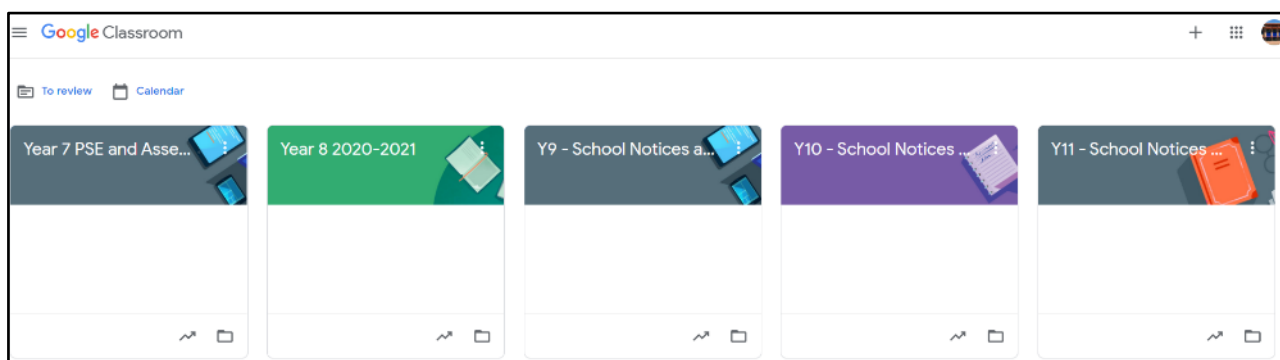 Google Classroom
To review Calendar
Year 7 PSE and Asse...
Year 8 2020-2021
Y9 - School Notices a...
Y10 - School Notices ...
Y11 - School Notices ...